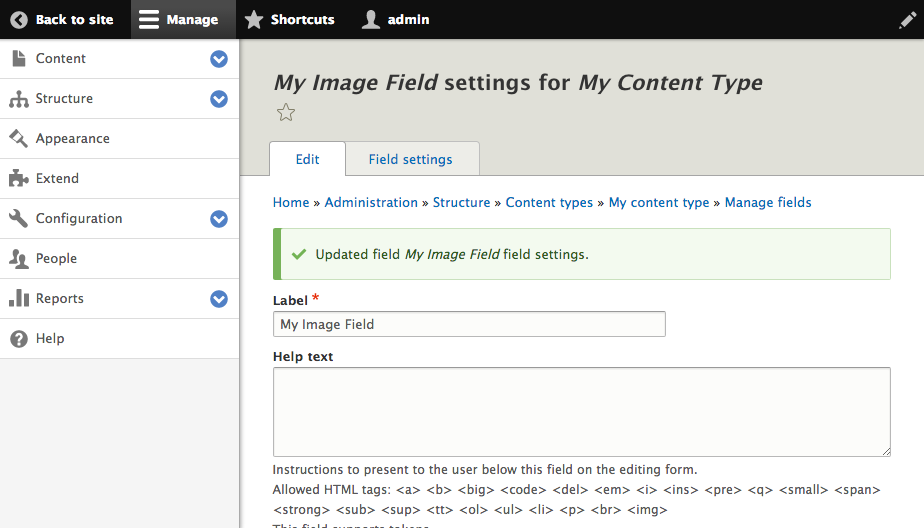 Back to site Manage Shortcuts admin
Content
Structure
Appearance
Extend
Configuration
People
Reports
Help
My Image Field settings for My Content Type
Edit Field settings
Home » Administration » Structure » Content types » My content type » Manage fields
Updated field My Image Field field settings.
Label *
My Image Field
Help text
Instructions to present to the user below this field on the editing form.
Allowed HTML tags: <a> <b> <big> <code> <del> <em> <i> <ins> <pre> <q> <small> <span>
<strong> <sub> <sup> <tt> <ol> <ul> <li> <p> <br> <img>
This field supports tokens.